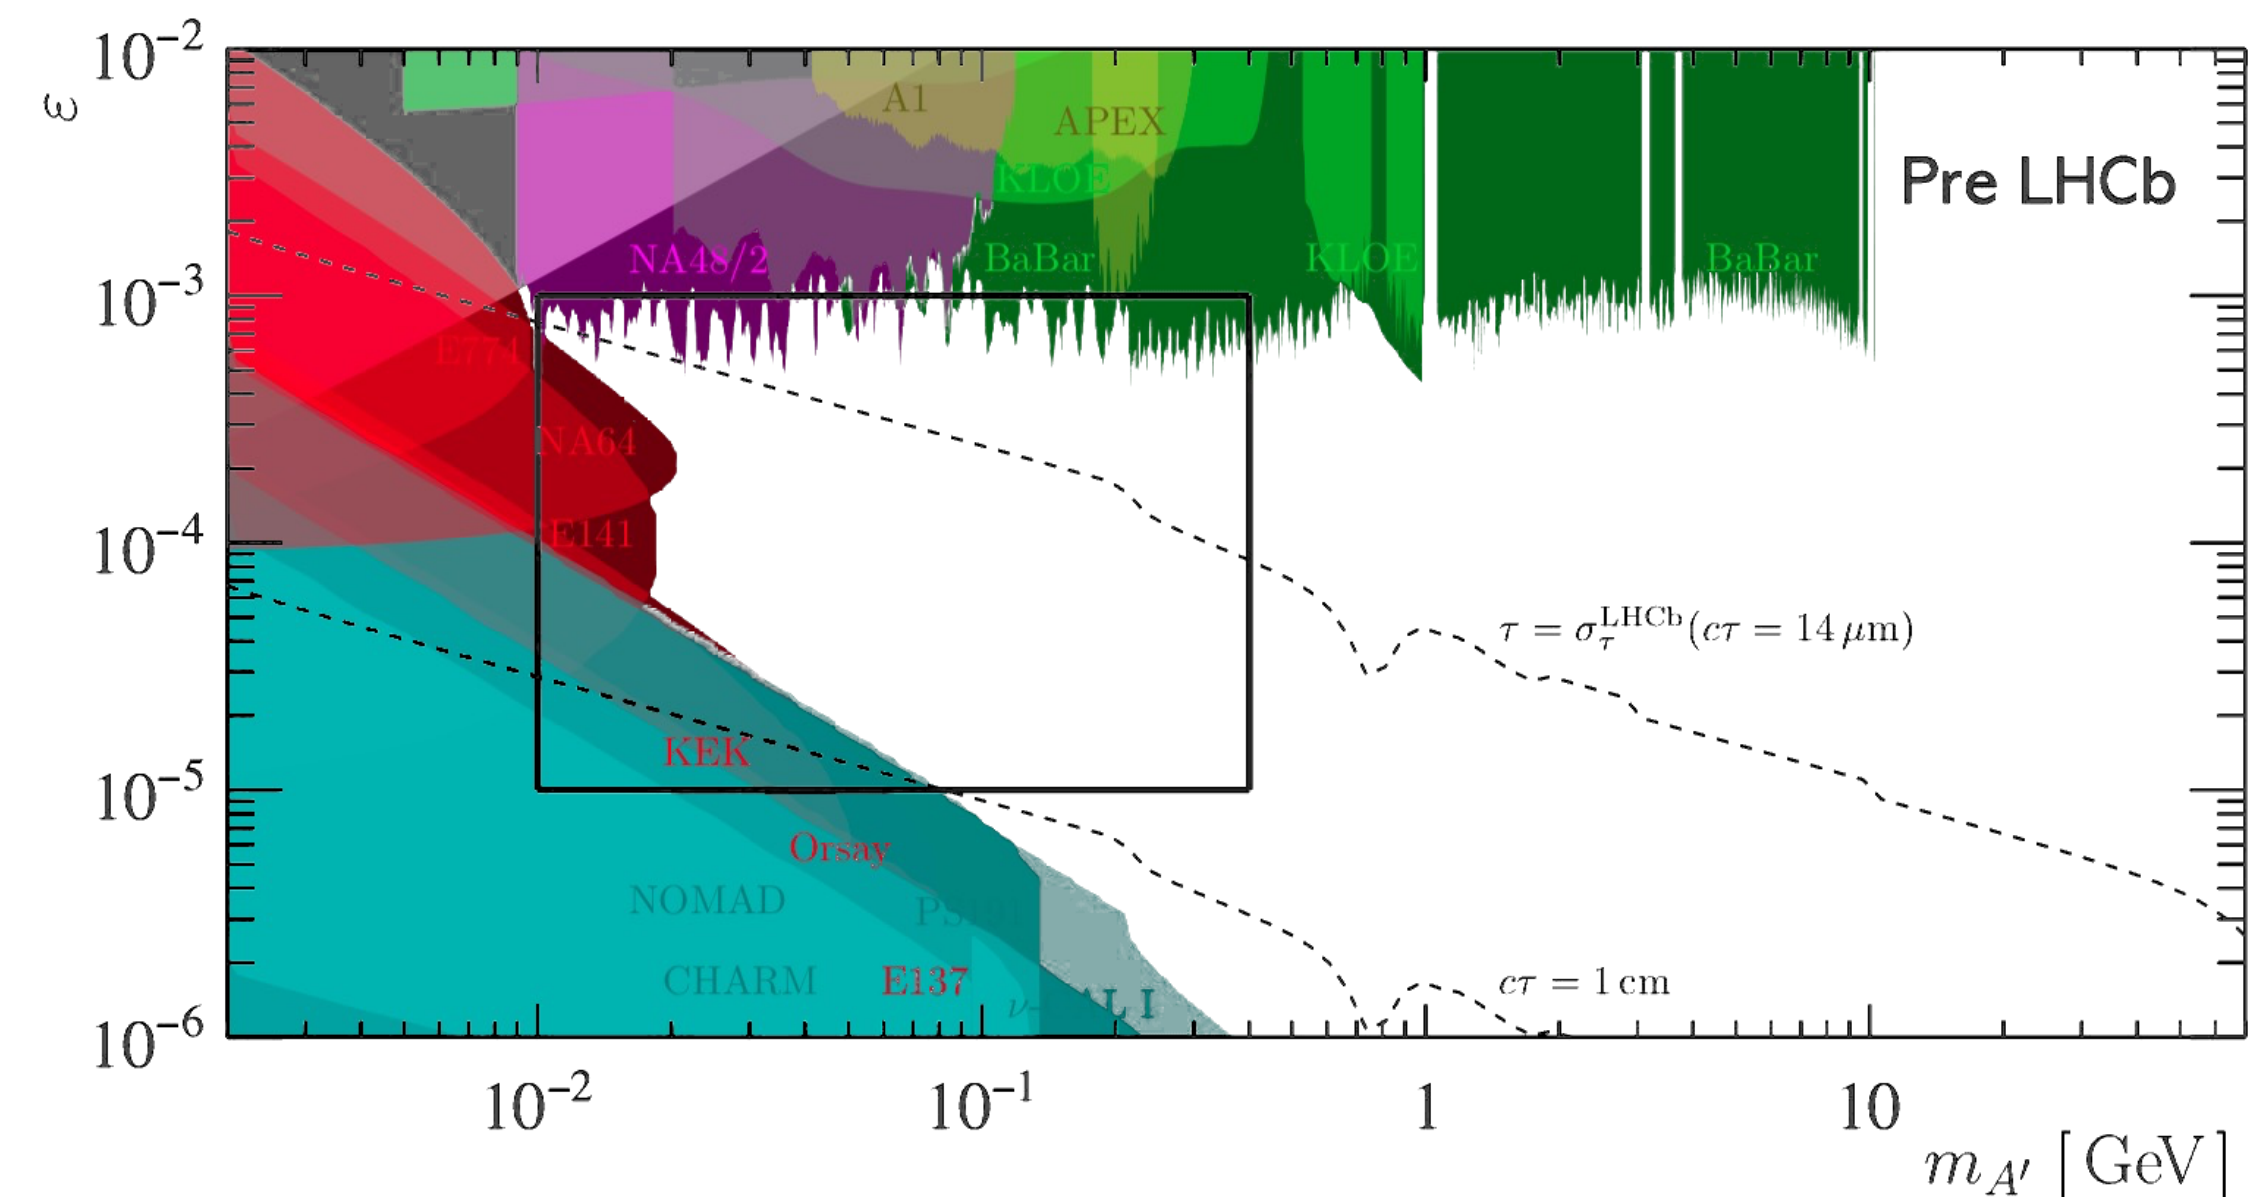 10⁻²
ε
A1
APEX
Pre LHCb
KLOE
NA48/2
BaBar
KLOE
BaBar
10⁻³
E774
NA64
E141
10⁻⁴
τ = σ_τ^LHCb (cτ = 14 μm)
KEK
10⁻⁵
Orsay
NOMAD
PS191
CHARM
E137
cτ = 1 cm
10⁻⁶
10⁻²
10⁻¹
1
10
m_A′ [GeV]